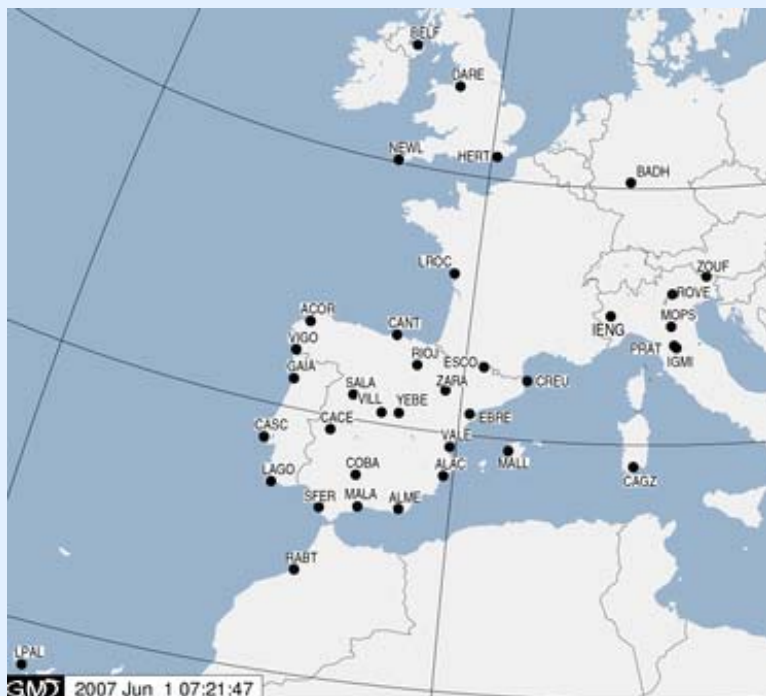 BELF
DARE
NEWL
HERT
BADH
LROC
ZOUF
ROVE
ACOR
CANT
MOPS
IENG
VIGO
RIOJ
ESCO
PRAT
IGMI
GAIA
SALA
ZARA
CREU
VILL
YEBE
EBRE
CACE
CASC
VALE
MALL
COBA
ALAC
CAGZ
LAGO
SFER
MALA
ALME
RABT
LPAL
GMD 2007 Jun 1 07:21:47